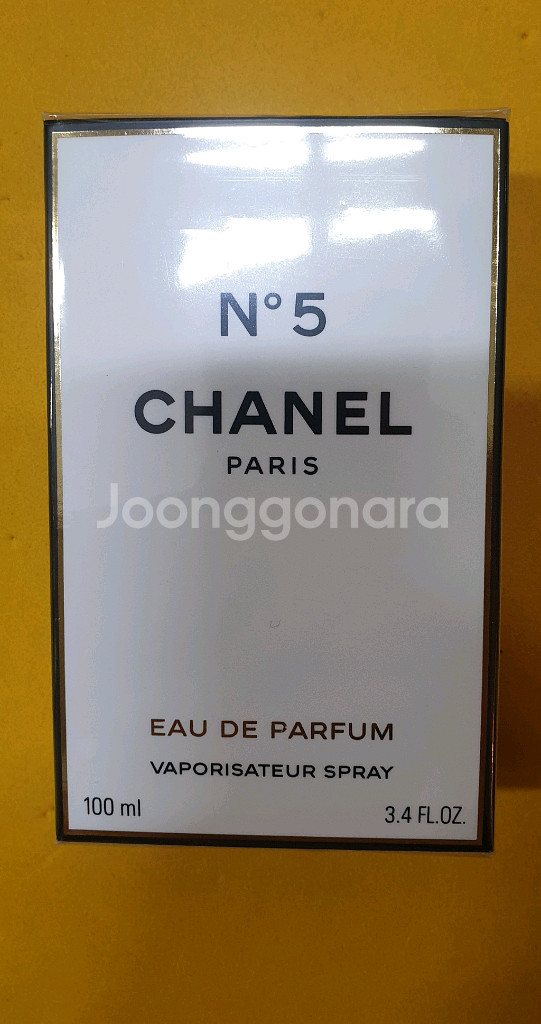 N°5
CHANEL
PARIS
Joonggonara
EAU DE PARFUM
VAPORISATEUR SPRAY
100 ml
3.4 FL.OZ.